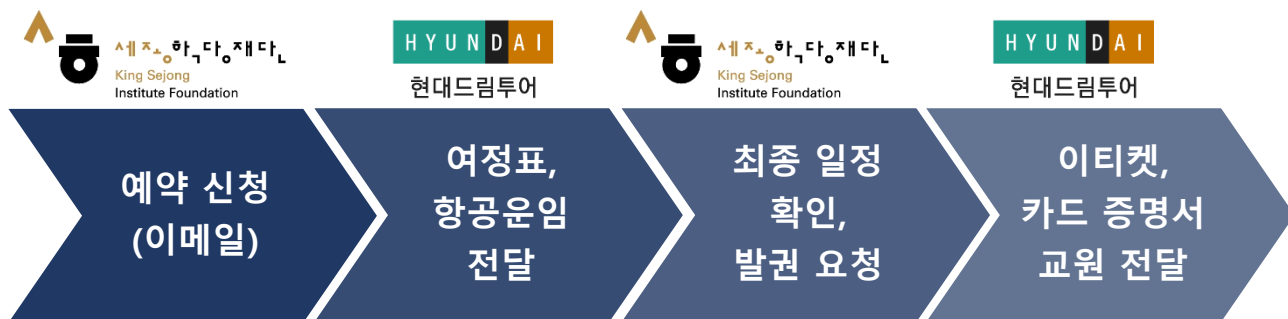 세종학당재단
King Sejong
Institute Foundation
예약 신청
(이메일)
HYUNDAI
현대드림투어
여정표,
항공운임
전달
세종학당재단
King Sejong
Institute Foundation
최종 일정
확인,
발권 요청
HYUNDAI
현대드림투어
이티켓,
카드 증명서
교원 전달